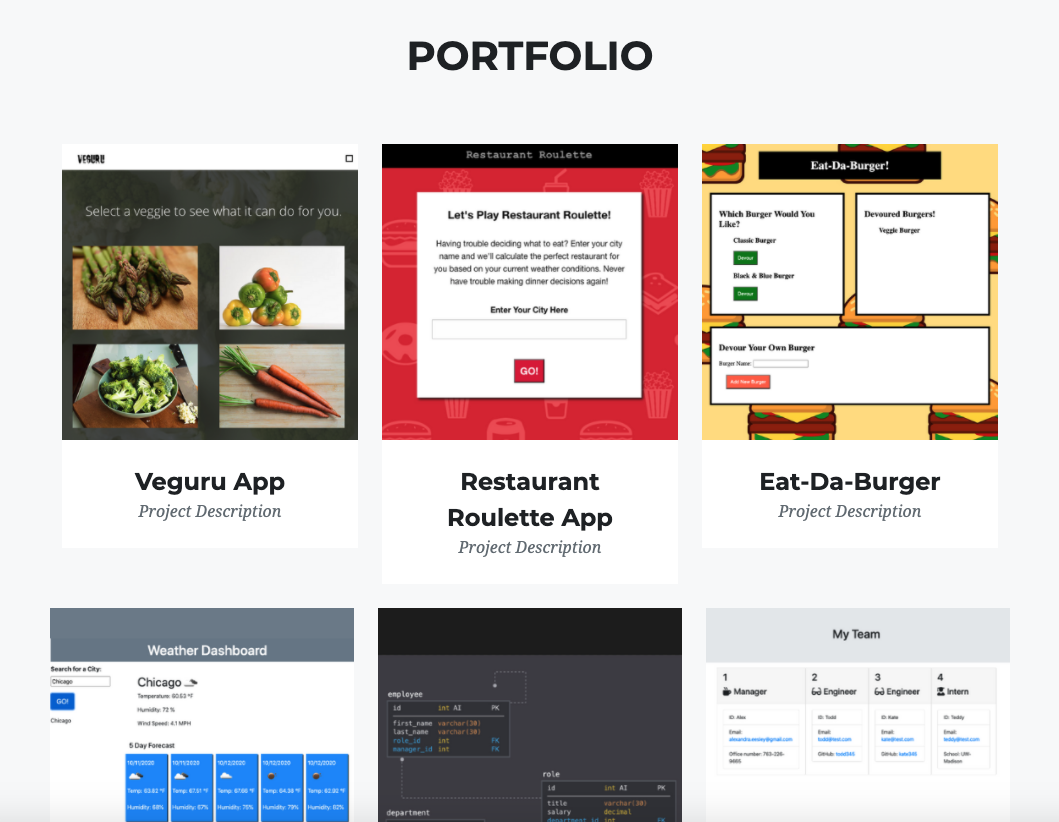 PORTFOLIO
VEGURU
Select a veggie to see what it can do for you.
Veguru App
Project Description
Restaurant Roulette
Let's Play Restaurant Roulette!
Having trouble deciding what to eat? Enter your city
name and we'll calculate the perfect restaurant for
you based on your current weather conditions. Never
have trouble making dinner decisions again!
Enter Your City Here
GO!
Restaurant
Roulette App
Project Description
Eat-Da-Burger!
Which Burger Would You
Like?
Classic Burger
Devour
Black & Blue Burger
Devour
Devoured Burgers!
Veggie Burger
Devour Your Own Burger
Burger Name:
Add New Burger
Eat-Da-Burger
Project Description
Weather Dashboard
Search for a City:
Chicago
GO!
Chicago
Chicago
Temperature: 60.53 °F
Humidity: 72 %
Wind Speed: 4.1 MPH
5 Day Forecast
10/11/2020 10/11/2020 10/12/2020 10/12/2020 10/12/2020
Temp: 63.82 °F Temp: 67.51 °F Temp: 67.66 °F Temp: 64.38 °F Temp: 62.92 °F
Humidity: 68% Humidity: 67% Humidity: 76% Humidity: 79% Humidity: 82%
employee
id int AI PK
first_name varchar(30)
last_name varchar(30)
role_id int FK
manager_id int FK
role
id int AI PK
title varchar(30)
salary decimal
department_id int FK
department
My Team
1
Manager
ID: Alex
Email:
Office number: 763-226-
2
Engineer
ID: Todd
Email:
todd@test.com
GitHub: todd345
3
Engineer
ID: Kate
Email:
kate@test.com
GitHub: kate345
4
Intern
ID: Teddy
Email:
teddy@test.com
School: UW-
Madison